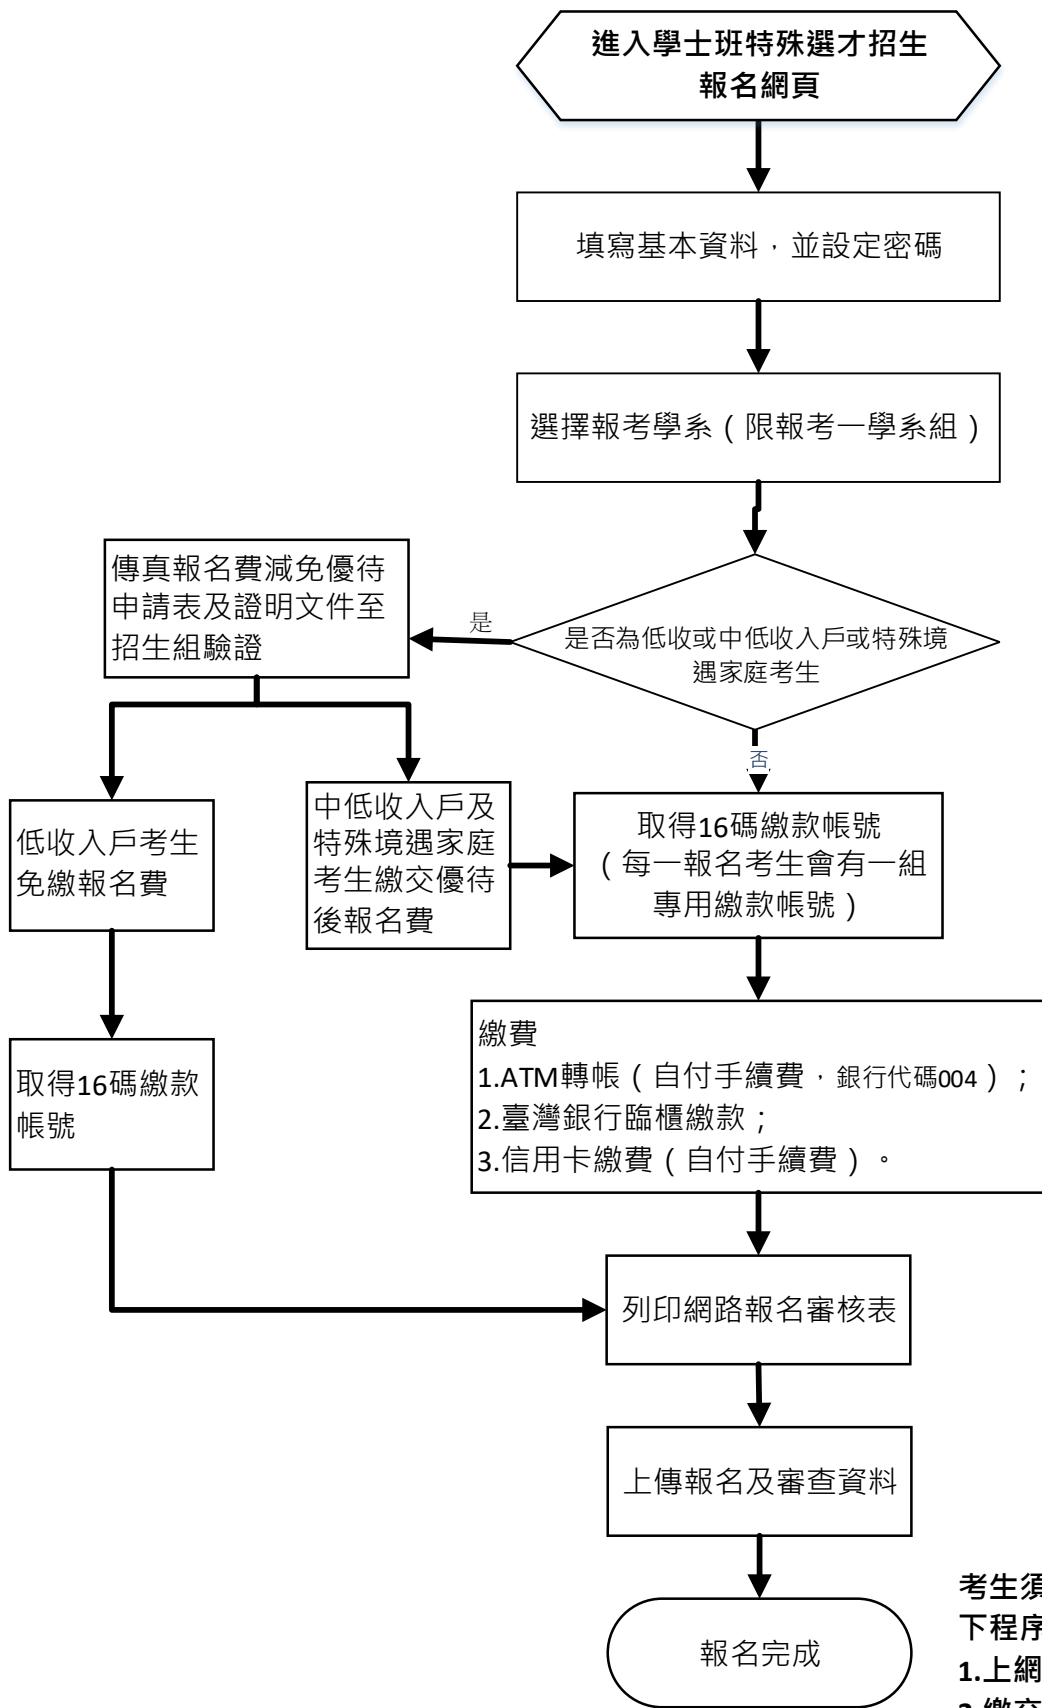 進入學士班特殊選才招生
報名網頁
填寫基本資料，並設定密碼
選擇報考學系（限報考一學系組）
是否為低收或中低收入戶或特殊境
遇家庭考生
是
傳真報名費減免優待
申請表及證明文件至
招生組驗證
否
低收入戶考生
免繳報名費
中低收入戶及
特殊境遇家庭
考生繳交優待
後報名費
取得16碼繳款帳號
（每一報名考生會有一組
專用繳款帳號）
取得16碼繳款
帳號
繳費
1.ATM轉帳（自付手續費，銀行代碼004）；
2.臺灣銀行臨櫃繳款；
3.信用卡繳費（自付手續費）。
列印網路報名審核表
上傳報名及審查資料
報名完成
考生須
下程序
1.上網